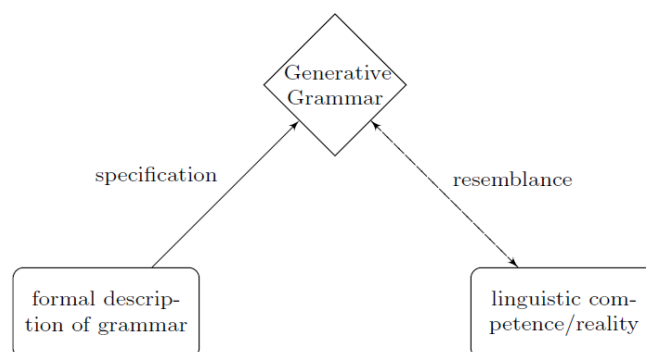 Generative
Grammar
specification
resemblance
formal descrip-
tion of grammar
linguistic com-
petence/reality